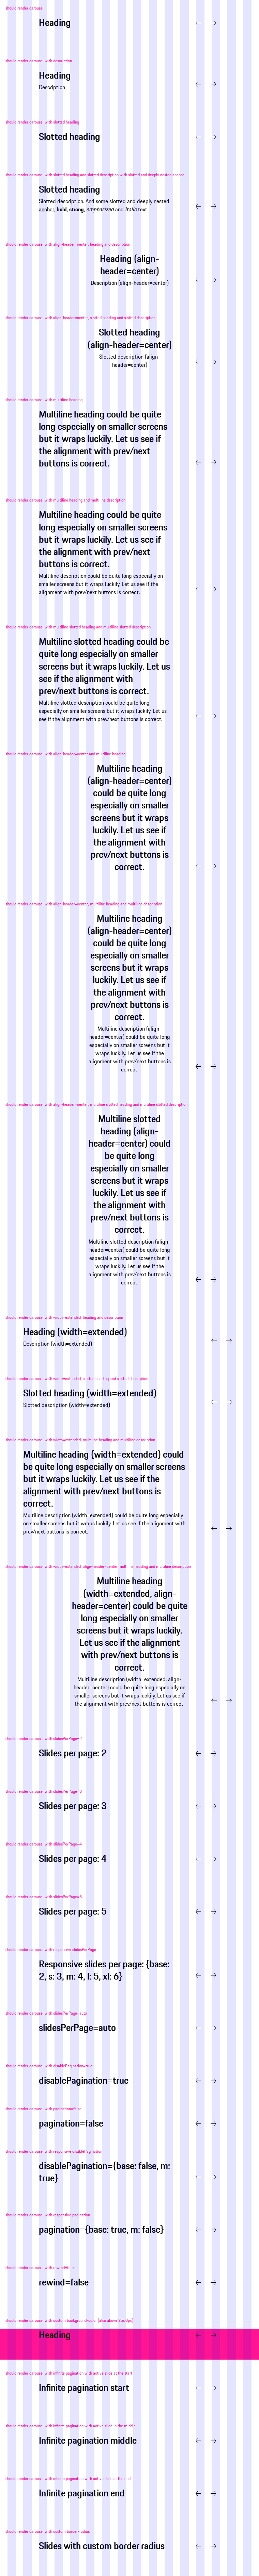 should render carousel
Heading
should render carousel with description
Heading
Description
should render carousel with slotted heading
Slotted heading
should render carousel with slotted heading and slotted description with slotted and deeply nested anchor
Slotted heading
Slotted description. And some slotted and deeply nested
anchor, bold, strong, emphasized and italic text.
should render carousel with align-header=center, heading and description
Heading (align-
header=center)
Description (align-header=center)
should render carousel with align-header=center, slotted heading and slotted description
Slotted heading
(align-header=center)
Slotted description (align-
header=center)
should render carousel with multiline heading
Multiline heading could be quite
long especially on smaller screens
but it wraps luckily. Let us see if
the alignment with prev/next
buttons is correct.
should render carousel with multiline heading and multiline description
Multiline heading could be quite
long especially on smaller screens
but it wraps luckily. Let us see if
the alignment with prev/next
buttons is correct.
Multiline description could be quite long especially on
smaller screens but it wraps luckily. Let us see if the
alignment with prev/next buttons is correct.
should render carousel with multiline slotted heading and multiline slotted description
Multiline slotted heading could be
quite long especially on smaller
screens but it wraps luckily. Let us
see if the alignment with
prev/next buttons is correct.
Multiline slotted description could be quite long
especially on smaller screens but it wraps luckily. Let us
see if the alignment with prev/next buttons is correct.
should render carousel with align-header=center and multiline heading
Multiline heading
(align-header=center)
could be quite long
especially on smaller
screens but it wraps
luckily. Let us see if
the alignment with
prev/next buttons is
correct.
should render carousel with align-header=center, multiline heading and multiline description
Multiline heading
(align-header=center)
could be quite long
especially on smaller
screens but it wraps
luckily. Let us see if
the alignment with
prev/next buttons is
correct.
Multiline description (align-
header=center) could be quite long
especially on smaller screens but it
wraps luckily. Let us see if the
alignment with prev/next buttons is
correct.
should render carousel with align-header=center, multiline slotted heading and multiline slotted description
Multiline slotted
heading (align-
header=center) could
be quite long
especially on smaller
screens but it wraps
luckily. Let us see if
the alignment with
prev/next buttons is
correct.
Multiline slotted description (align-
header=center) could be quite long
especially on smaller screens but it
wraps luckily. Let us see if the
alignment with prev/next buttons is
correct.
should render carousel with width=extended, heading and description
Heading (width=extended)
Description (width=extended)
should render carousel with width=extended, slotted heading and slotted description
Slotted heading (width=extended)
Slotted description (width=extended)
should render carousel with width=extended, multiline heading and multiline description
Multiline heading (width=extended) could
be quite long especially on smaller screens
but it wraps luckily. Let us see if the
alignment with prev/next buttons is
correct.
Multiline description (width=extended) could be quite long especially
on smaller screens but it wraps luckily. Let us see if the alignment with
prev/next buttons is correct.
should render carousel with width=extended, align-header=center multiline heading and multiline description
Multiline heading
(width=extended, align-
header=center) could be quite
long especially on smaller
screens but it wraps luckily.
Let us see if the alignment
with prev/next buttons is
correct.
Multiline description (width=extended, align-
header=center) could be quite long especially on
smaller screens but it wraps luckily. Let us see if
the alignment with prev/next buttons is correct.
should render carousel with slidesPerPage=2
Slides per page: 2
should render carousel with slidesPerPage=3
Slides per page: 3
should render carousel with slidesPerPage=4
Slides per page: 4
should render carousel with slidesPerPage=5
Slides per page: 5
should render carousel with responsive slidesPerPage
Responsive slides per page: {base:
2, s: 3, m: 4, l: 5, xl: 6}
should render carousel with slidesPerPage=auto
slidesPerPage=auto
should render carousel with disablePagination=true
disablePagination=true
should render carousel with pagination=false
pagination=false
should render carousel with responsive disablePagination
disablePagination={base: false, m:
true}
should render carousel with responsive pagination
pagination={base: true, m: false}
should render carousel with rewind=false
rewind=false
should render carousel with custom background-color (also above 2560px)
Heading
should render carousel with infinite pagination with active slide at the start
Infinite pagination start
should render carousel with infinite pagination with active slide in the middle
Infinite pagination middle
should render carousel with infinite pagination with active slide at the end
Infinite pagination end
should render carousel with custom border-radius
Slides with custom border radius